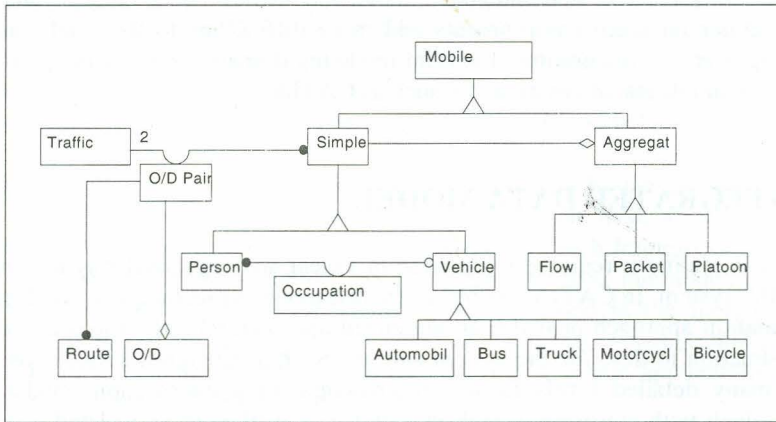 Mobile
Traffic
2
Simple
Aggregat
O/D Pair
Person
Vehicle
Flow
Packet
Platoon
Occupation
Route
O/D
Automobil
Bus
Truck
Motorcycl
Bicycle